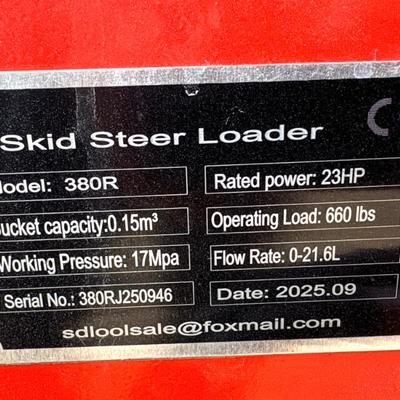 Skid Steer Loader
Model: 380R
Rated power: 23HP
Bucket capacity:0.15m³
Operating Load: 660 lbs
Working Pressure: 17Mpa
Flow Rate: 0-21.6L
Serial No.: 380RJ250946
Date: 2025.09
sdloolsale@foxmail.com